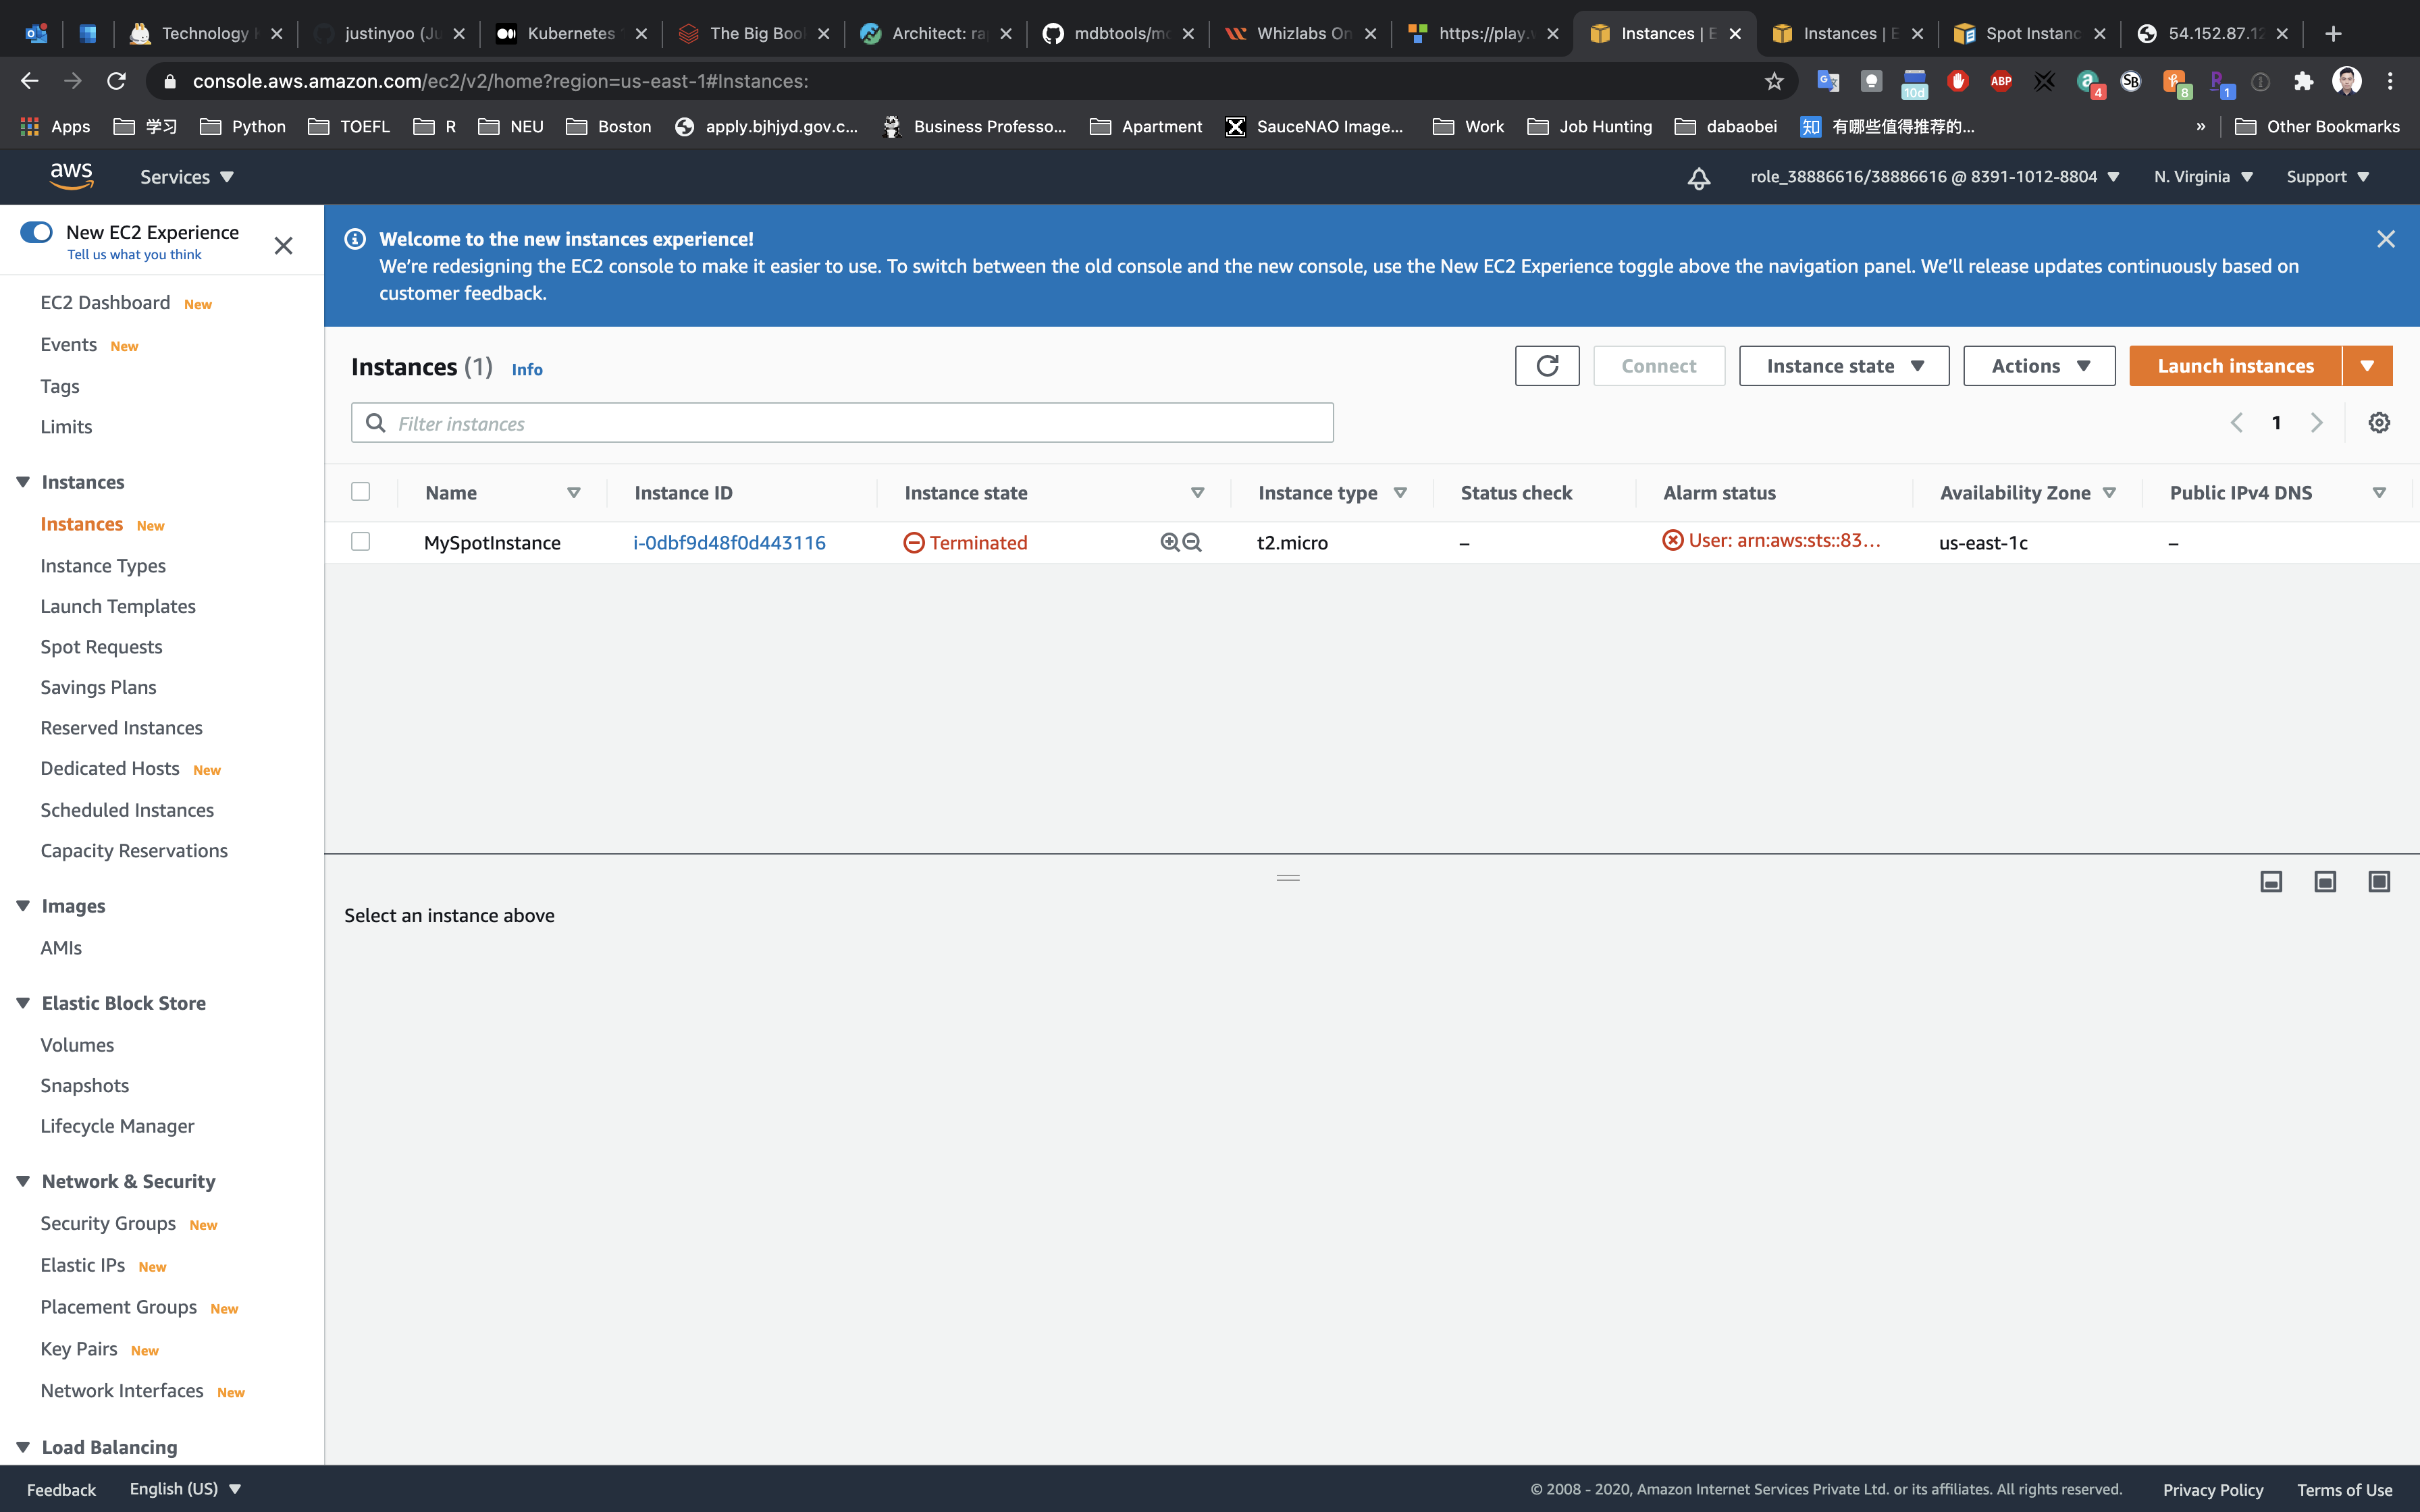 Technology
justinyoo (Ju
Kubernetes
The Big Boo
Architect: ra
mdbtools/m
Whizlabs On
https://play.
Instances | E
Instances | E
Spot Instanc
54.152.87.12
console.aws.amazon.com/ec2/v2/home?region=us-east-1#Instances:
10d
ABP
4
SB
8
1
Apps
学习
Python
TOEFL
R
NEU
Boston
apply.bjhjyd.gov.c...
Business Professo...
Apartment
SauceNAO Image...
Work
Job Hunting
dabaobei
知 有哪些值得推荐的...
»
Other Bookmarks
aws
Services
role_38886616/38886616 @ 8391-1012-8804
N. Virginia
Support
New EC2 Experience
Tell us what you think
EC2 Dashboard New
Events New
Tags
Limits
Instances
Instances New
Instance Types
Launch Templates
Spot Requests
Savings Plans
Reserved Instances
Dedicated Hosts New
Scheduled Instances
Capacity Reservations
Images
AMIs
Elastic Block Store
Volumes
Snapshots
Lifecycle Manager
Network & Security
Security Groups New
Elastic IPs New
Placement Groups New
Key Pairs New
Network Interfaces New
Load Balancing
Welcome to the new instances experience!
We're redesigning the EC2 console to make it easier to use. To switch between the old console and the new console, use the New EC2 Experience toggle above the navigation panel. We'll release updates continuously based on
customer feedback.
Instances (1) Info
Connect
Instance state
Actions
Launch instances
Filter instances
1
Name
Instance ID
Instance state
Instance type
Status check
Alarm status
Availability Zone
Public IPv4 DNS
MySpotInstance
i-0dbf9d48f0d443116
Terminated
t2.micro
–
User: arn:aws:sts::83...
us-east-1c
–
Select an instance above
Feedback
English (US)
© 2008 - 2020, Amazon Internet Services Private Ltd. or its affiliates. All rights reserved.
Privacy Policy
Terms of Use